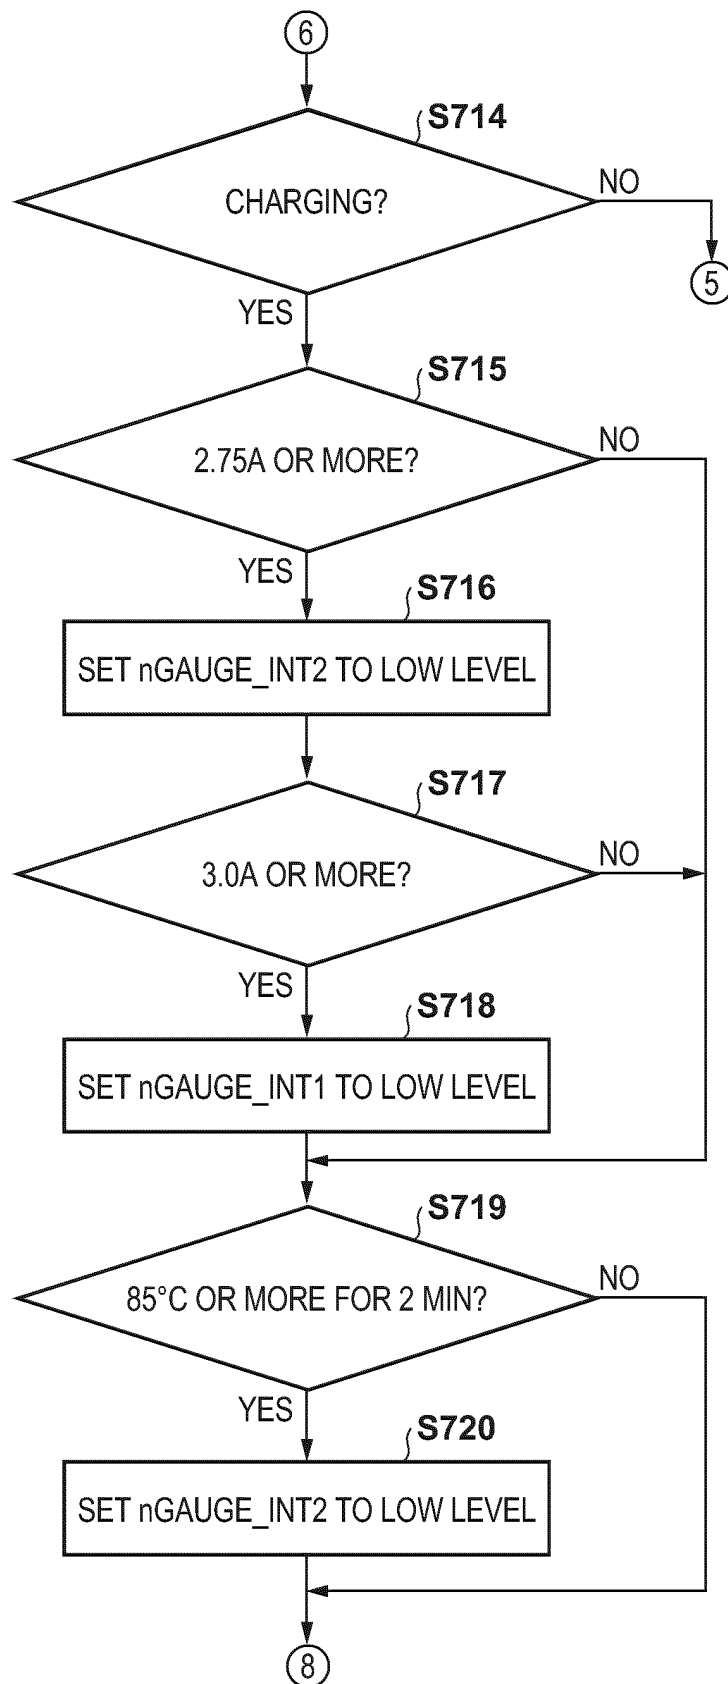 6
S714
CHARGING?
NO
5
YES
S715
2.75A OR MORE?
NO
YES
S716
SET nGAUGE_INT2 TO LOW LEVEL
S717
3.0A OR MORE?
NO
YES
S718
SET nGAUGE_INT1 TO LOW LEVEL
S719
85°C OR MORE FOR 2 MIN?
NO
YES
S720
SET nGAUGE_INT2 TO LOW LEVEL
8